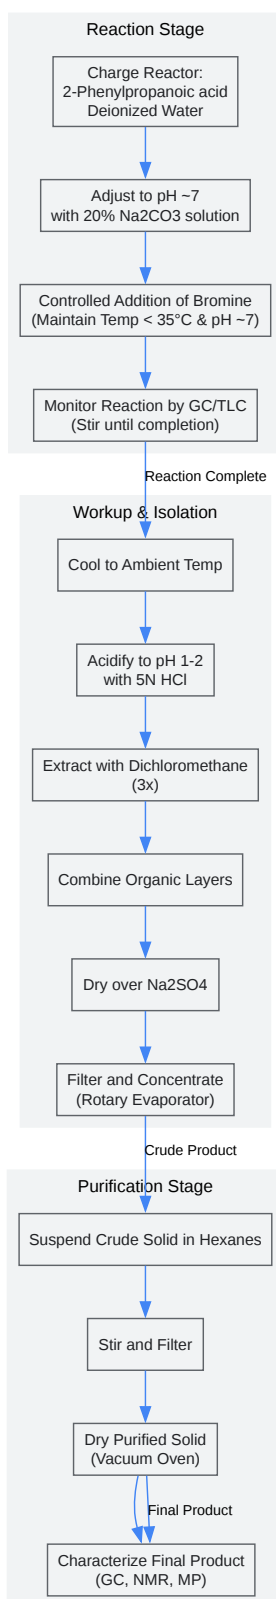 Reaction Stage
Charge Reactor:
2-Phenylpropanoic acid
Deionized Water
Adjust to pH ~7
with 20% Na2CO3 solution
Controlled Addition of Bromine
(Maintain Temp < 35°C & pH ~7)
Monitor Reaction by GC/TLC
(Stir until completion)
Reaction Complete
Workup & Isolation
Cool to Ambient Temp
Acidify to pH 1-2
with 5N HCl
Extract with Dichloromethane
(3x)
Combine Organic Layers
Dry over Na2SO4
Filter and Concentrate
(Rotary Evaporator)
Crude Product
Purification Stage
Suspend Crude Solid in Hexanes
Stir and Filter
Dry Purified Solid
(Vacuum Oven)
Final Product
Characterize Final Product
(GC, NMR, MP)